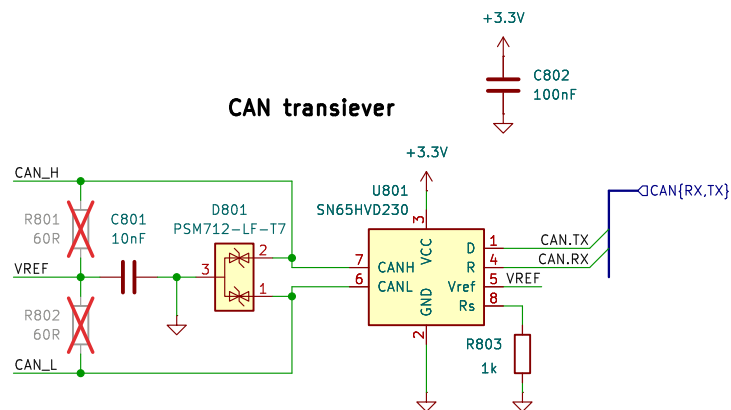 +3.3V
C802
100nF
CAN transiever
+3.3V
CAN_H
U801
SN65HVD230
CAN{RX,TX}
R801
60R
C801
10nF
D801
PSM712-LF-T7
3
2
1
VREF
7
6
CANH
CANL
3
VCC
GND
2
D
R
Vref
Rs
1
4
5
8
CAN.TX
CAN.RX
VREF
R802
60R
CAN_L
R803
1k